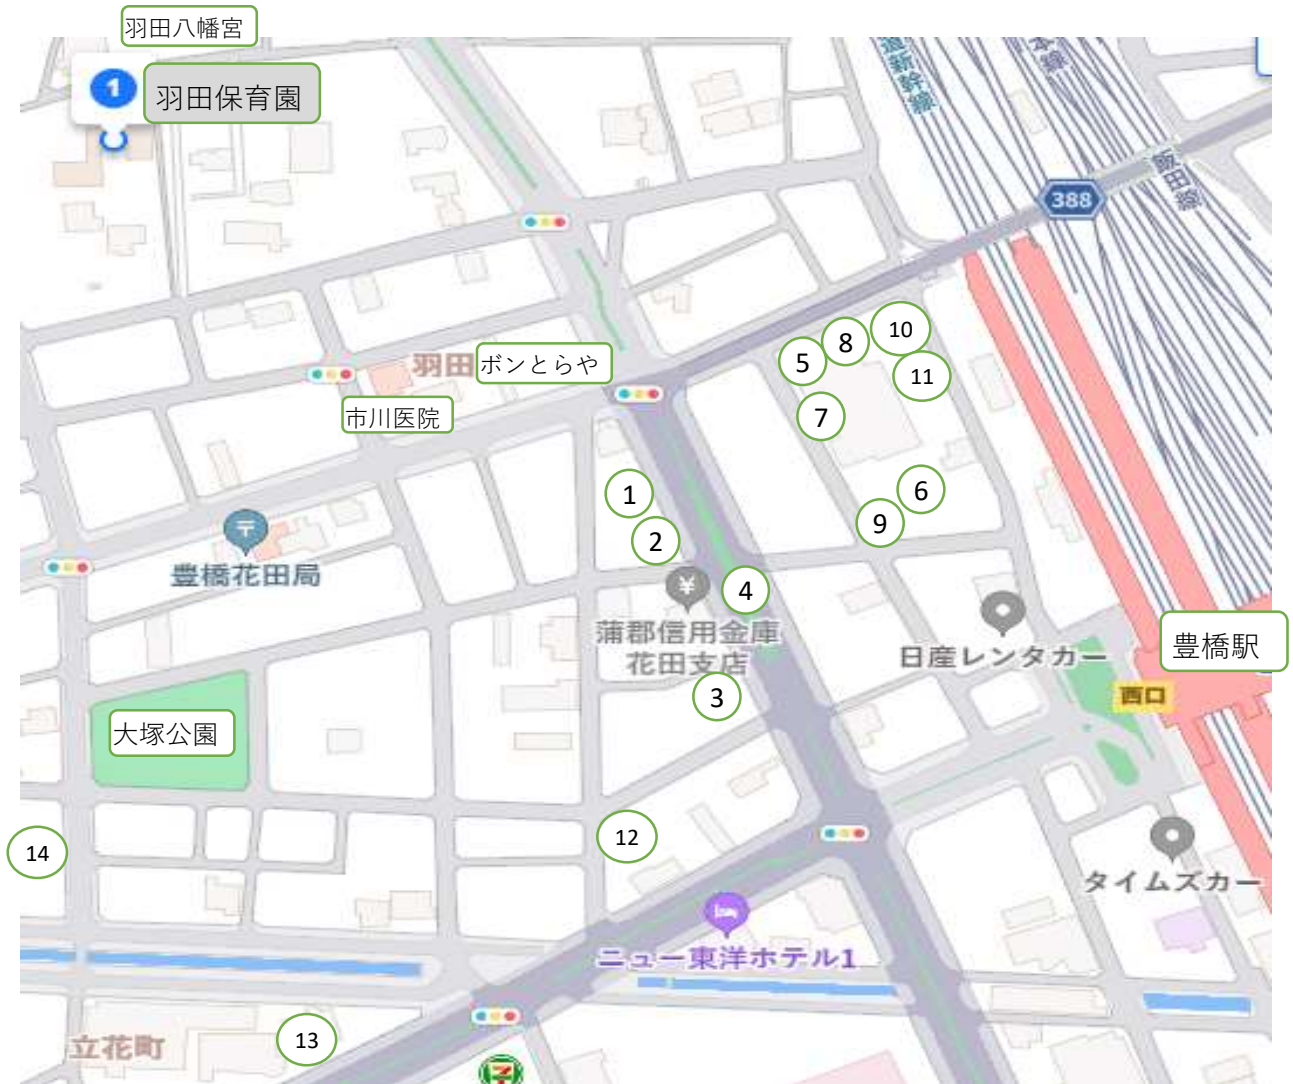 羽田八幡宮
1
羽田保育園
道新幹線
本線
飯田線
388
10
8
5
11
羽田
ボンとらや
市川医院
7
1
6
9
2
〒
豊橋花田局
¥
4
蒲郡信用金庫
花田支店
日産レンタカー
豊橋駅
西口
3
大塚公園
12
14
タイムズカー
ニュー東洋ホテル1
13
立花町
7